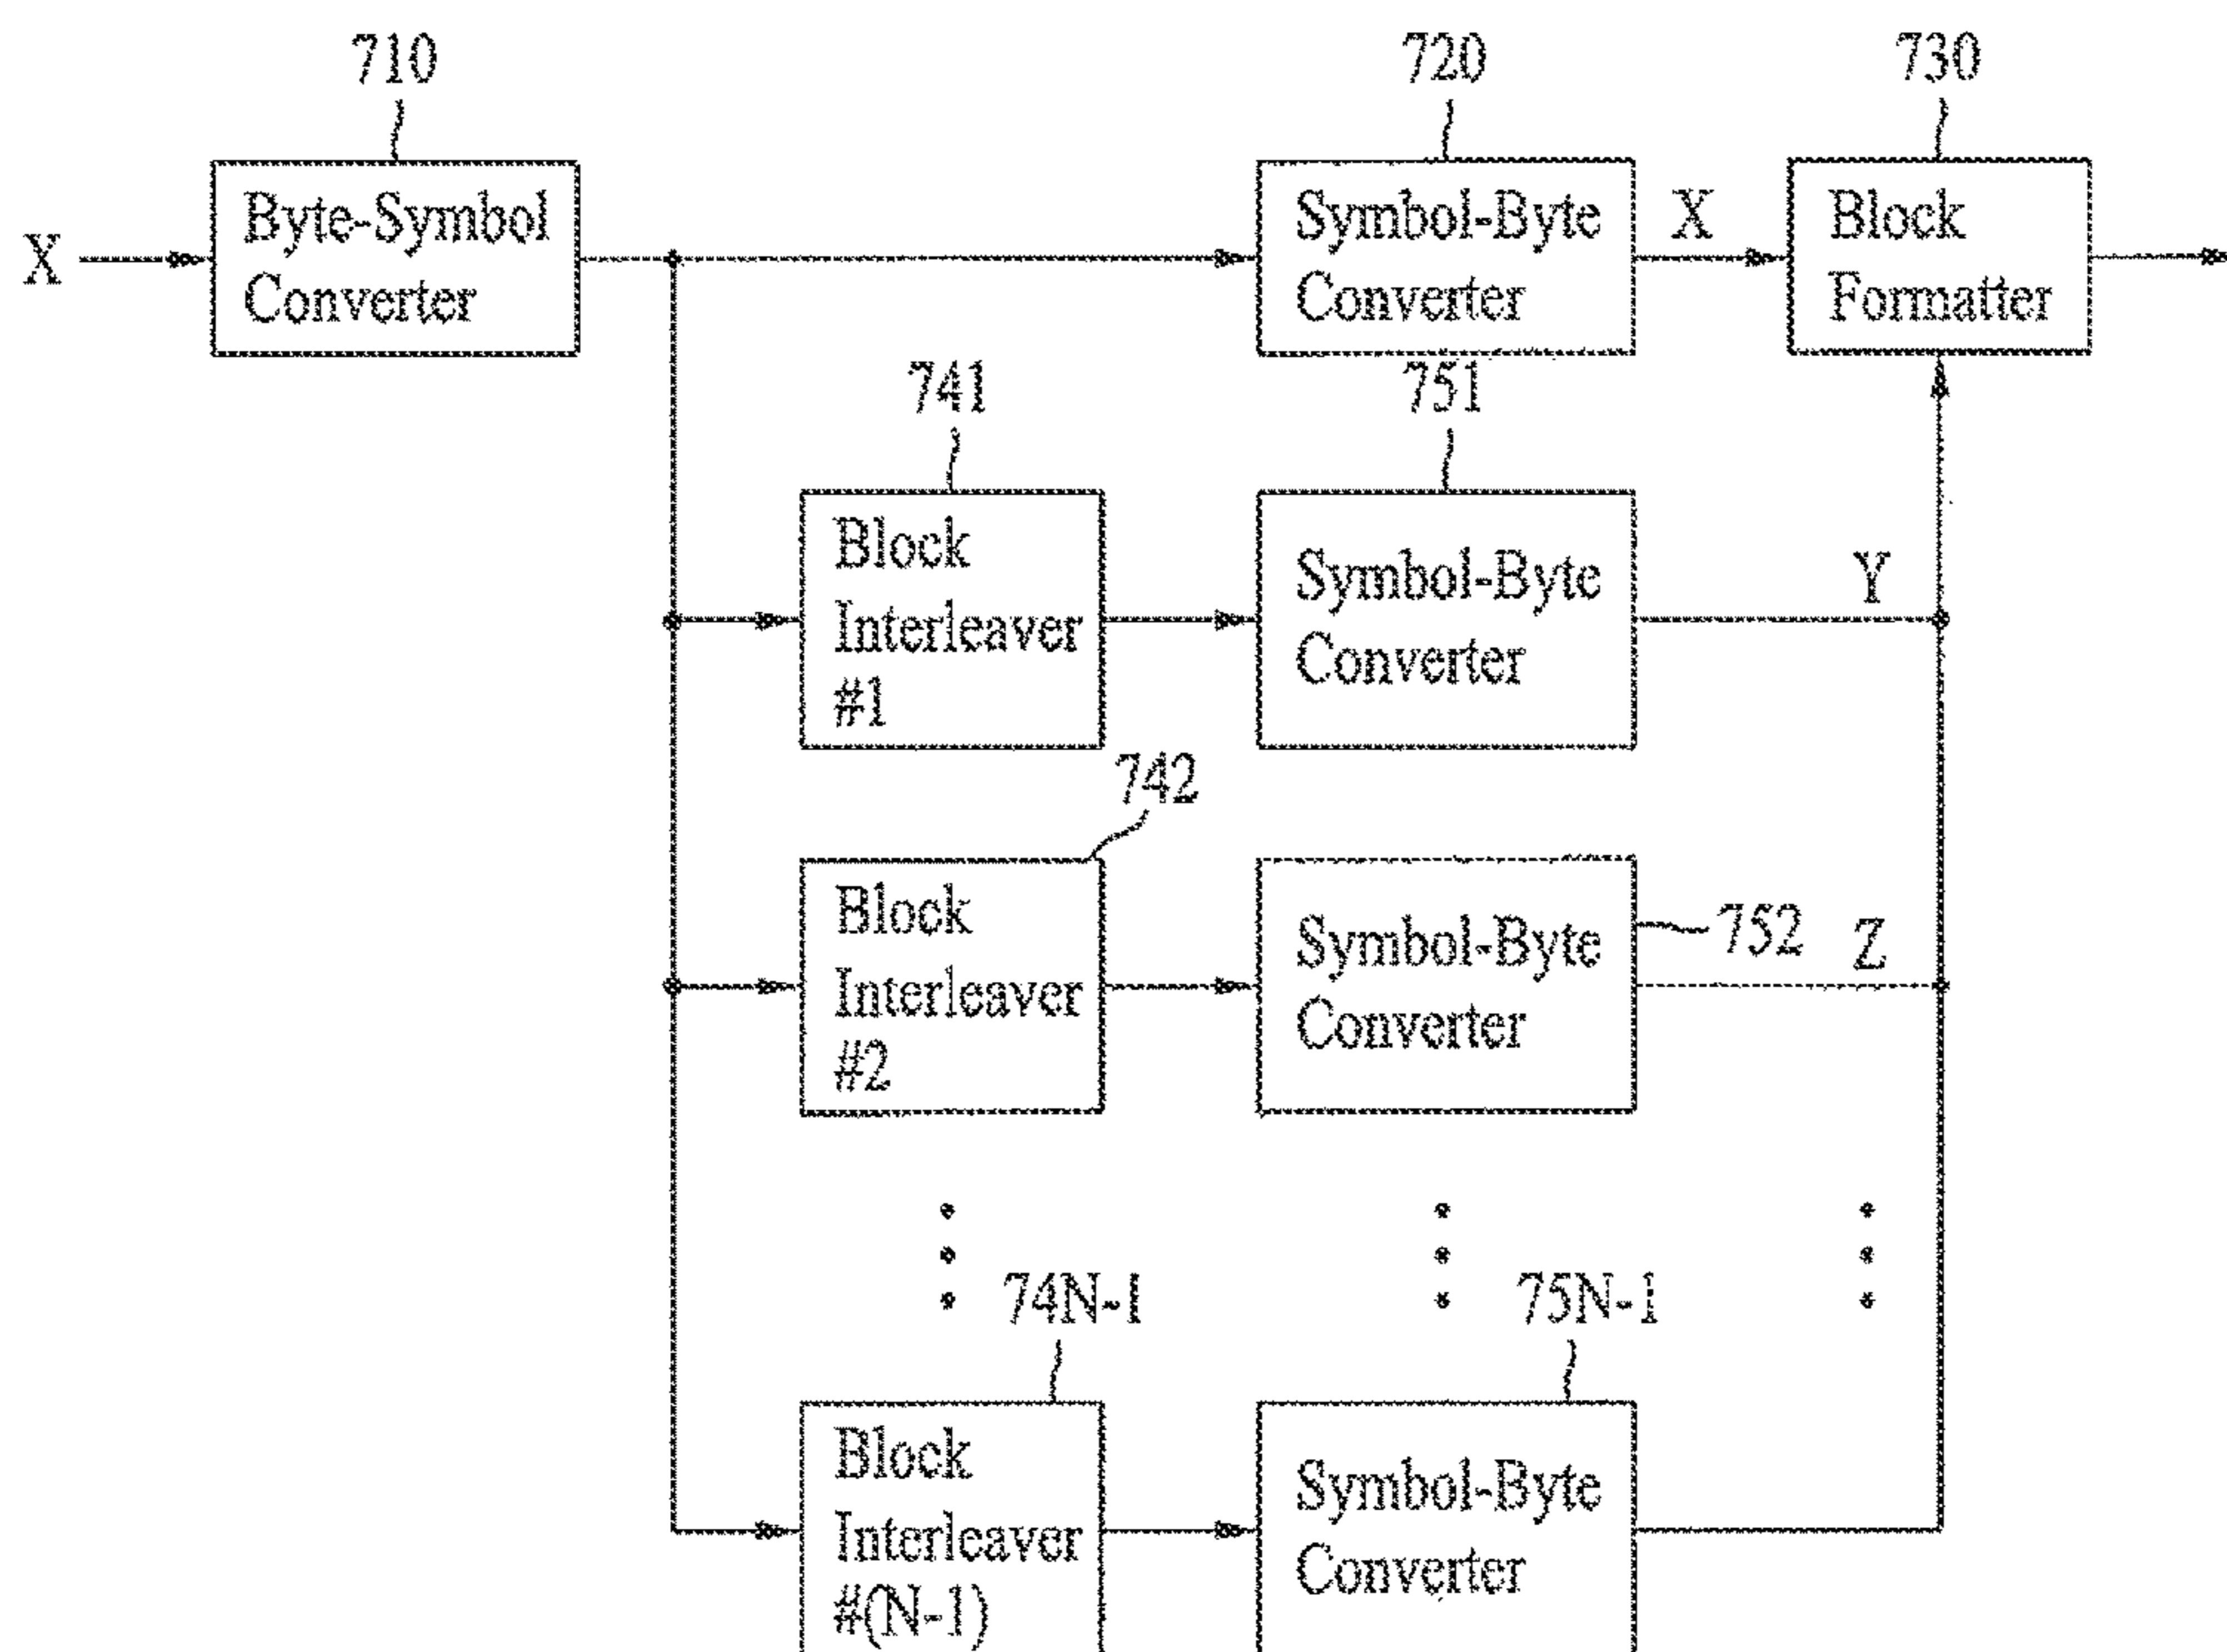 710
720
730
X
Byte-Symbol
Converter
Symbol-Byte
Converter
X
Block
Formatter
741
751
Block
Interleaver
#1
Symbol-Byte
Converter
Y
742
Block
Interleaver
#2
Symbol-Byte
Converter
752
Z
74N-1
75N-1
Block
Interleaver
#(N-1)
Symbol-Byte
Converter